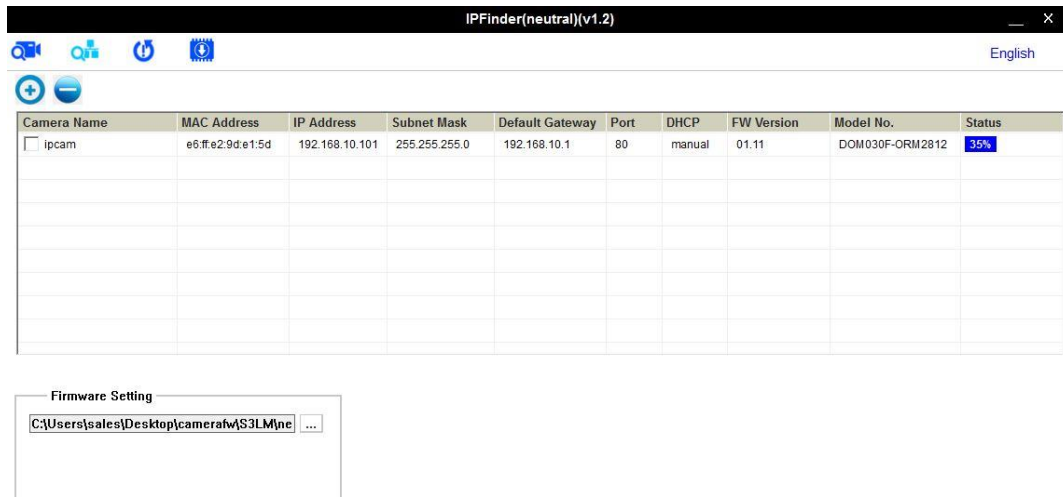 IPFinder(neutral)(v1.2)
English
Camera Name MAC Address IP Address Subnet Mask Default Gateway Port DHCP FW Version Model No. Status
ipcam e6:ff:e2:9d:e1:5d 192.168.10.101 255.255.255.0 192.168.10.1 80 manual 01.11 DOM030F-ORM2812 35%
Firmware Setting
C:\Users\sales\Desktop\camerafw\S3LM\ne ...